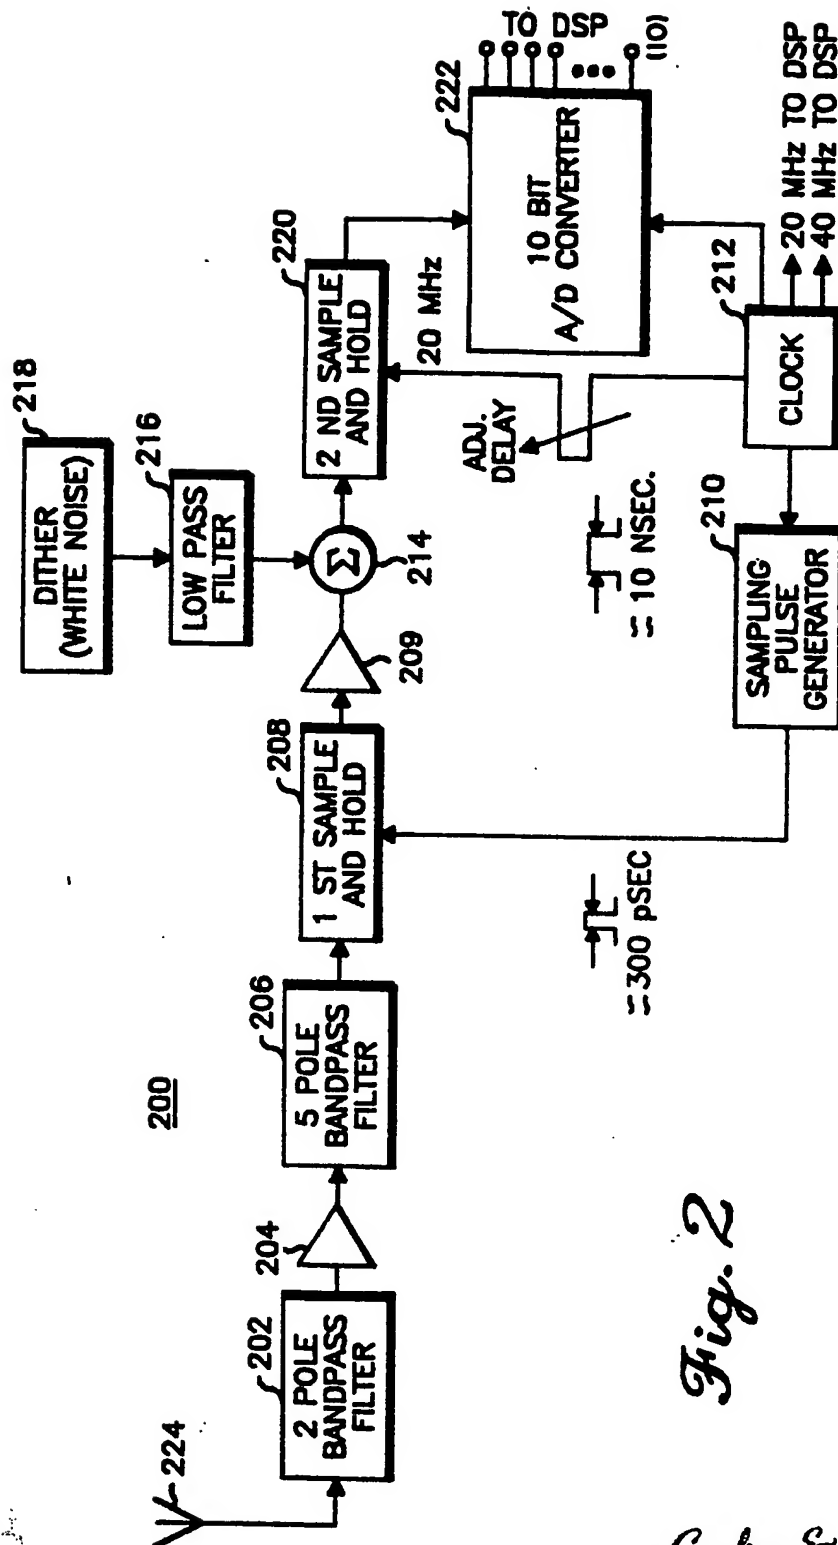 200
224
202
2 POLE
BANDPASS
FILTER
204
206
5 POLE
BANDPASS
FILTER
208
1 ST SAMPLE
AND HOLD
209
218
DITHER
(WHITE NOISE)
216
LOW PASS
FILTER
Σ
214
220
2 ND SAMPLE
AND HOLD
20 MHz
222
10 BIT
A/D CONVERTER
TO DSP
•••
(10)
ADJ.
DELAY
≈ 10 NSEC.
≈300 pSEC
210
SAMPLING
PULSE
GENERATOR
212
CLOCK
20 MHz TO DSP
40 MHz TO DSP
Fig. 2